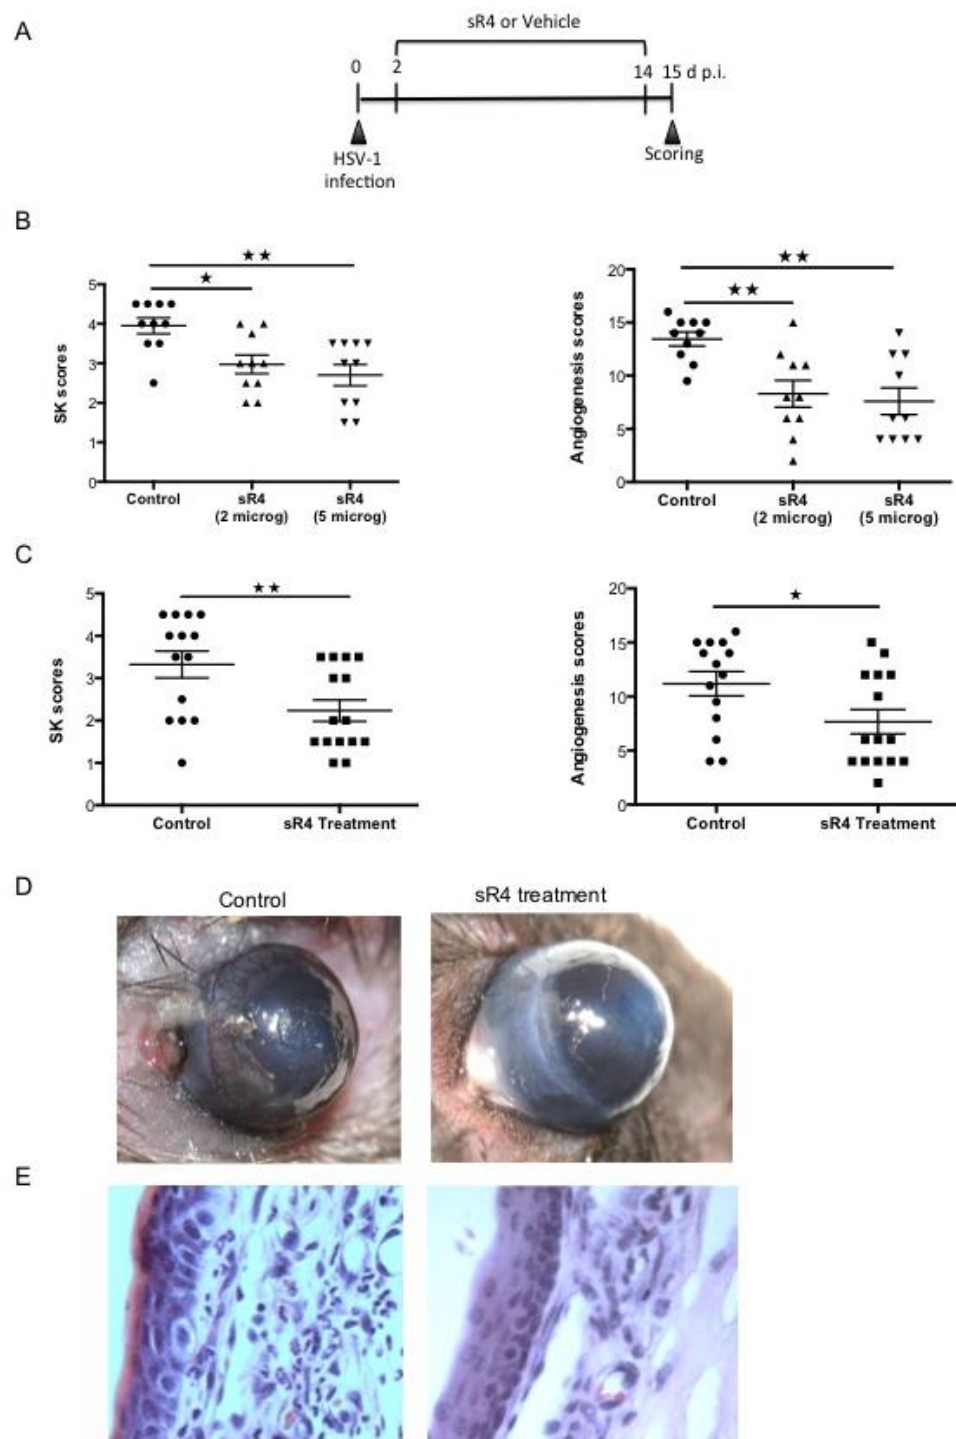 A
sR4 or Vehicle
0 2 14 15 d p.i.
HSV-1
infection
Scoring
B
★★
★
5
4
3
2
1
0
SK scores
Control
sR4
(2 microg)
sR4
(5 microg)
★★
★★
20
15
10
5
0
Angiogenesis scores
Control
sR4
(2 microg)
sR4
(5 microg)
C
★★
5
4
3
2
1
0
SK scores
Control
sR4 Treatment
★
20
15
10
5
0
Angiogenesis scores
Control
sR4 Treatment
D
Control
sR4 treatment
E